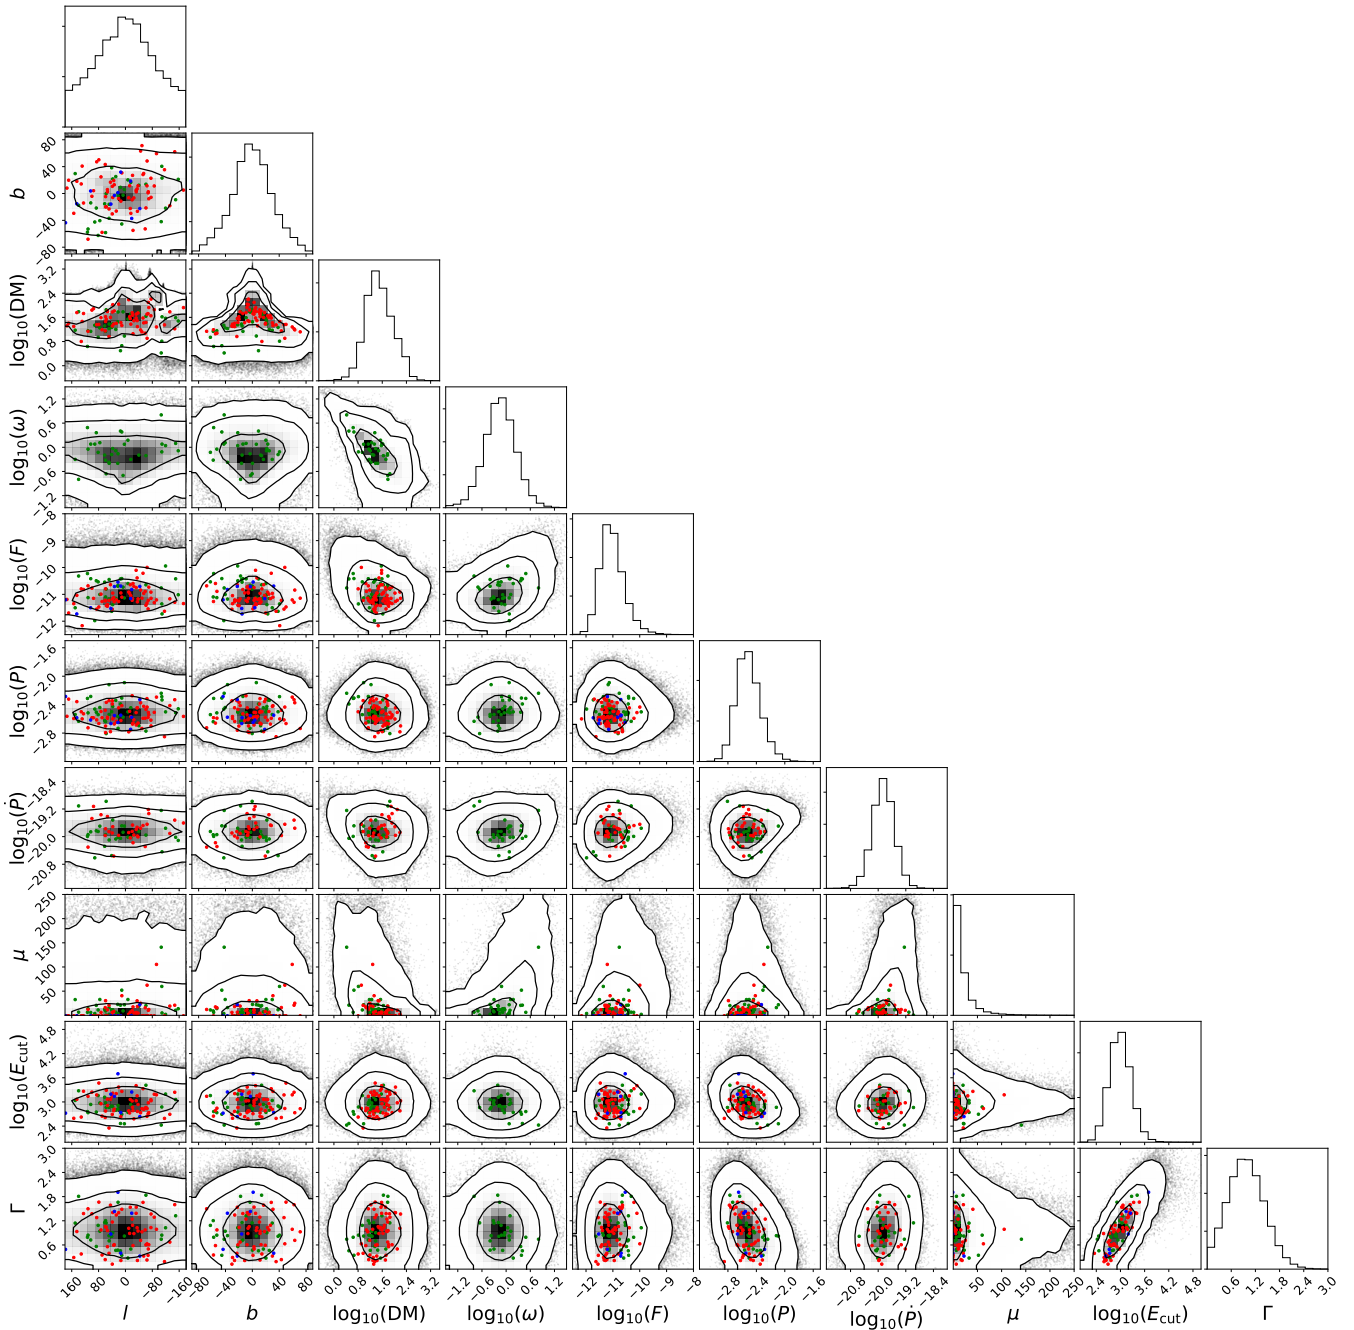 b
80
40
0
−40
−80
log₁₀(DM)
3.2
2.4
1.6
0.8
0.0
log₁₀(ω)
1.2
0.6
0.0
−0.6
−1.2
log₁₀(F)
−8
−9
−10
−11
−12
log₁₀(P)
−1.6
−2.0
−2.4
−2.8
log₁₀(Ṗ)
−18.4
−19.2
−20.0
−20.8
μ
250
200
150
100
50
log₁₀(E_cut)
4.8
4.2
3.6
3.0
2.4
Γ
3.0
2.4
1.8
1.2
0.6
160 80 0 −80 −160
−80 −40 0 40 80
0.0 0.8 1.6 2.4 3.2
−1.2 −0.6 0.0 0.6 1.2
−12 −11 −10 −9 −8
−2.8 −2.4 −2.0 −1.6
−20.8 −20.0 −19.2 −18.4
50 100 150 200 250
2.4 3.0 3.6 4.2 4.8
0.6 1.2 1.8 2.4 3.0
l b log₁₀(DM) log₁₀(ω) log₁₀(F) log₁₀(P) log₁₀(Ṗ) μ log₁₀(E_cut) Γ